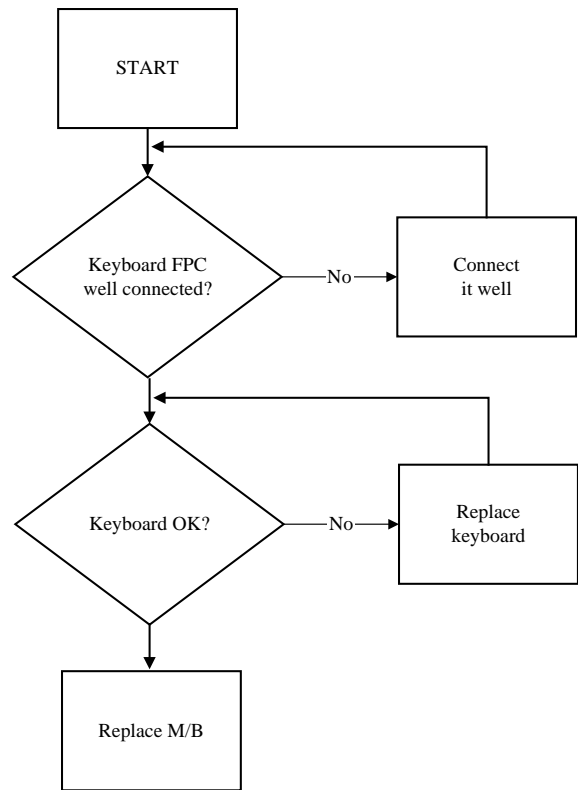 START
Keyboard FPC
well connected?
No
Connect
it well
Keyboard OK?
No
Replace
keyboard
Replace M/B